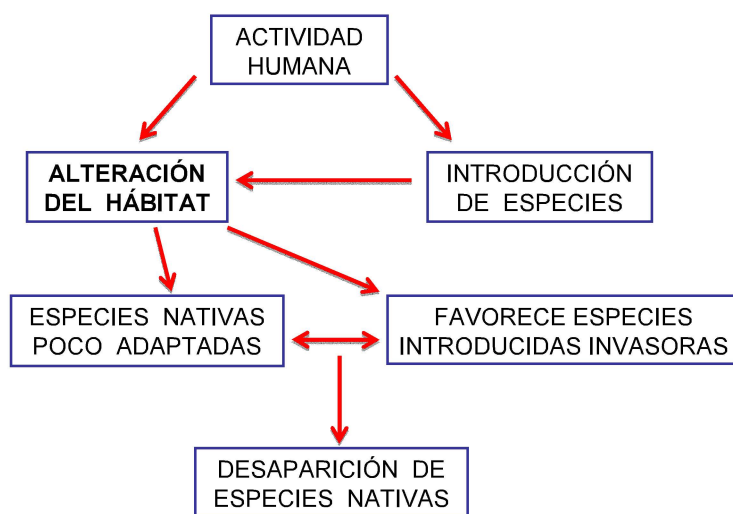 ACTIVIDAD
HUMANA
ALTERACIÓN
DEL HÁBITAT
INTRODUCCIÓN
DE ESPECIES
ESPECIES NATIVAS
POCO ADAPTADAS
FAVORECE ESPECIES
INTRODUCIDAS INVASORAS
DESAPARICIÓN DE
ESPECIES NATIVAS